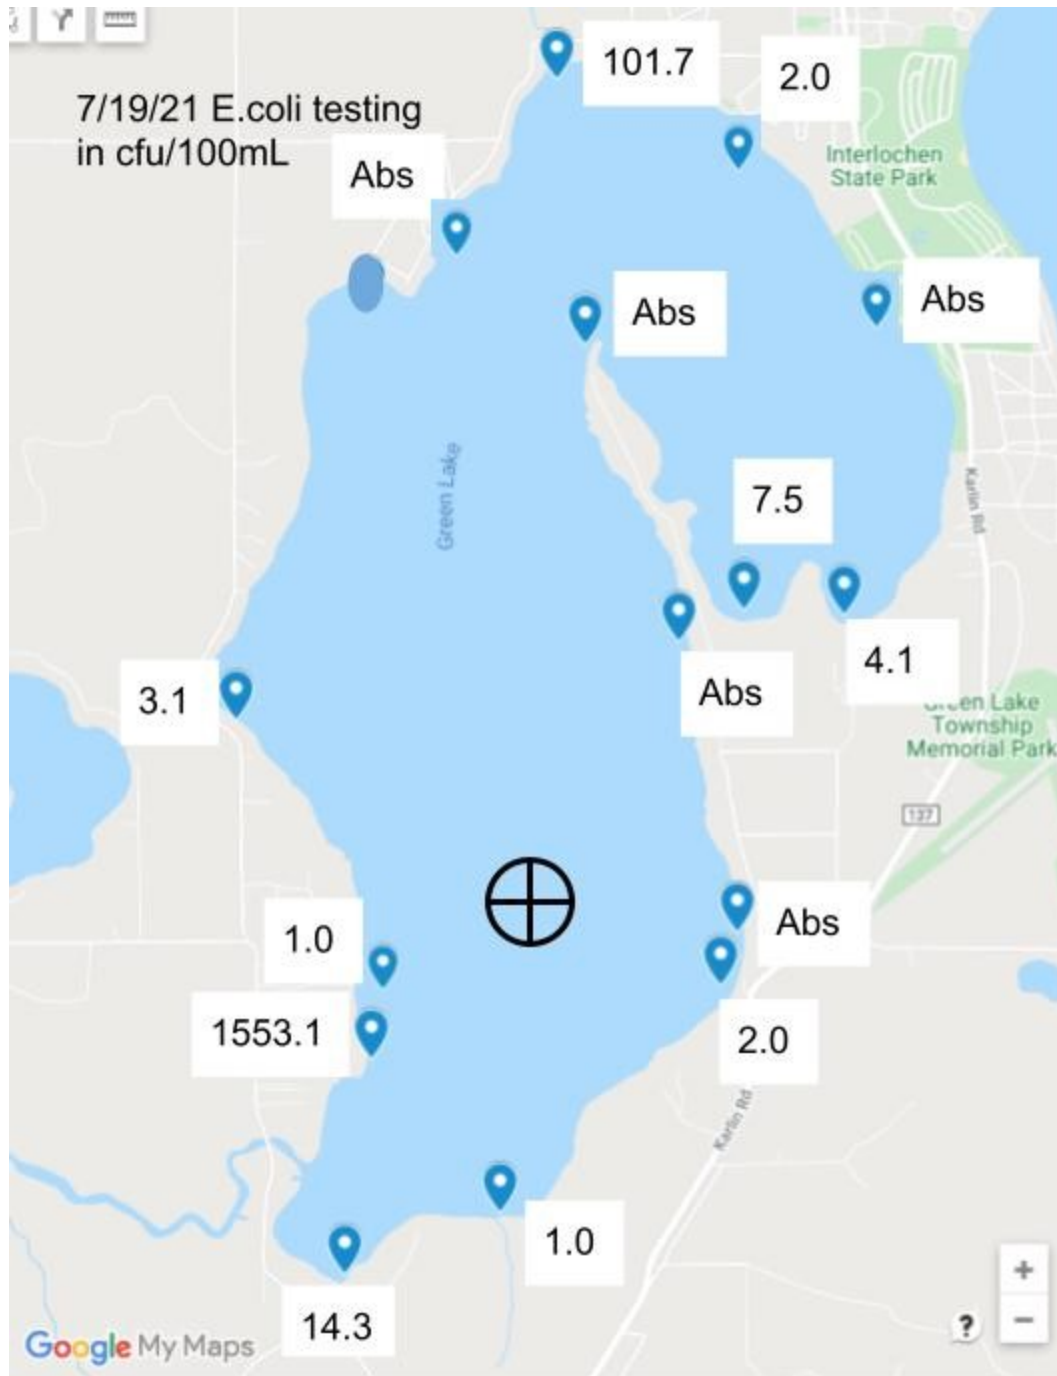 101.7
2.0
7/19/21 E.coli testing
in cfu/100mL
Abs
Interlochen
State Park
Abs
Abs
Green Lake
Karlin Rd
7.5
4.1
Abs
3.1
Green Lake
Township
Memorial Park
137
1.0
Abs
1553.1
2.0
Karlin Rd
1.0
14.3
+
?
−
Google My Maps